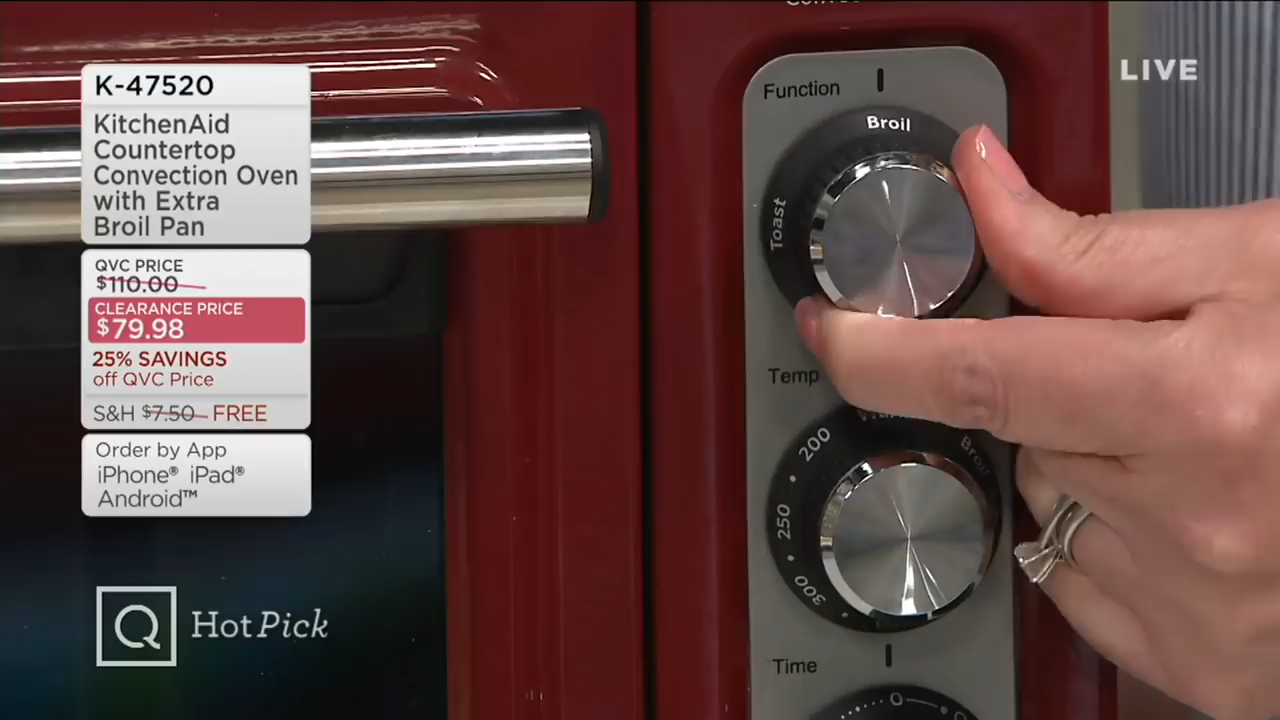 K-47520
KitchenAid
Countertop
Convection Oven
with Extra
Broil Pan
QVC PRICE
$110.00
CLEARANCE PRICE
$79.98
25% SAVINGS
off QVC Price
S&H $7.50 FREE
Order by App
iPhone® iPad®
Android™
Q HotPick
LIVE
Function
Broil
Toast
Temp
Broil
200
250
300
Time